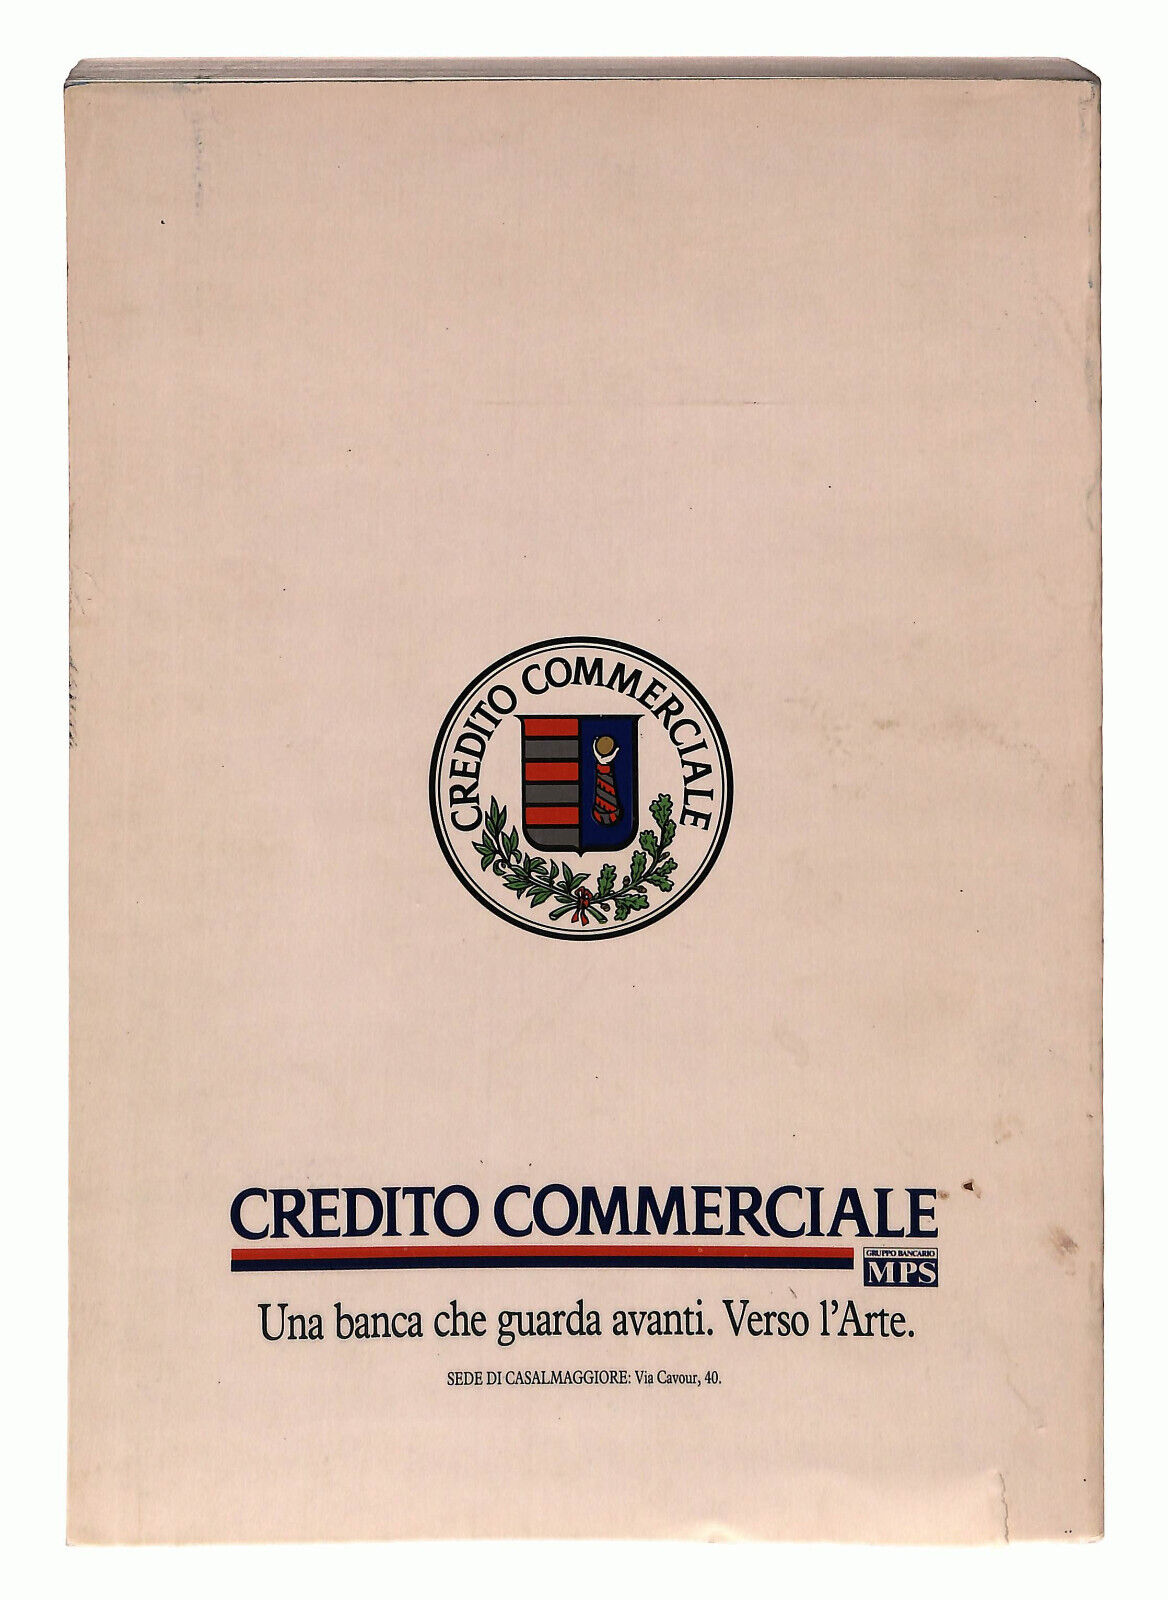 CREDITO COMMERCIALE
CREDITO COMMERCIALE
GRUPPO BANCARIO
MPS
Una banca che guarda avanti. Verso l'Arte.
SEDE DI CASALMAGGIORE: Via Cavour, 40.